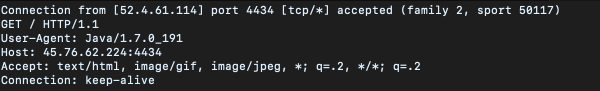 Connection from [52.4.61.114] port 4434 [tcp/*] accepted (family 2, sport 50117)
GET / HTTP/1.1
User-Agent: Java/1.7.0_191
Host: 45.76.62.224:4434
Accept: text/html, image/gif, image/jpeg, *; q=.2, */*; q=.2
Connection: keep-alive